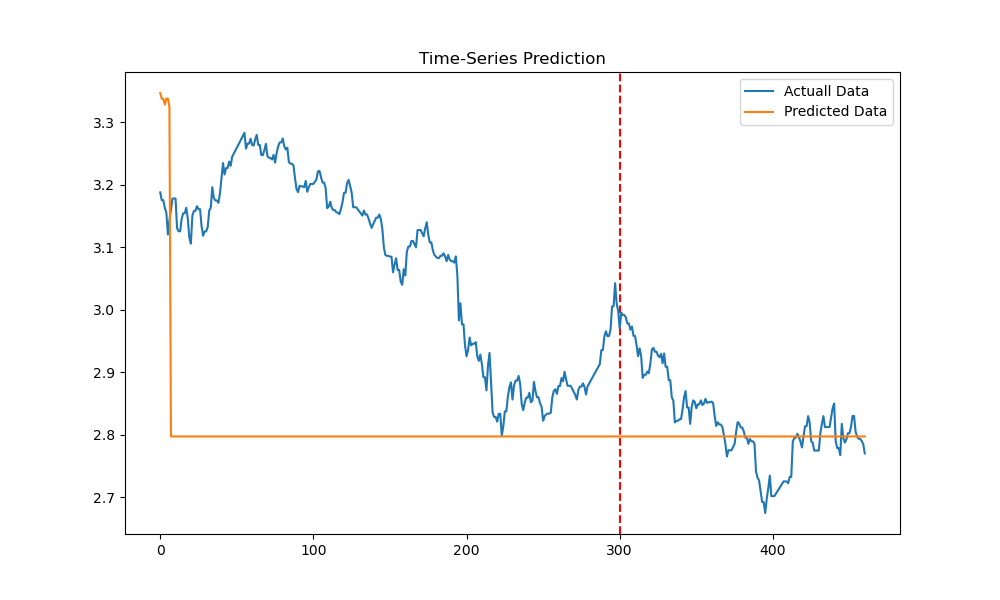 Time-Series Prediction
Actuall Data
Predicted Data
3.3
3.2
3.1
3.0
2.9
2.8
2.7
0 100 200 300 400